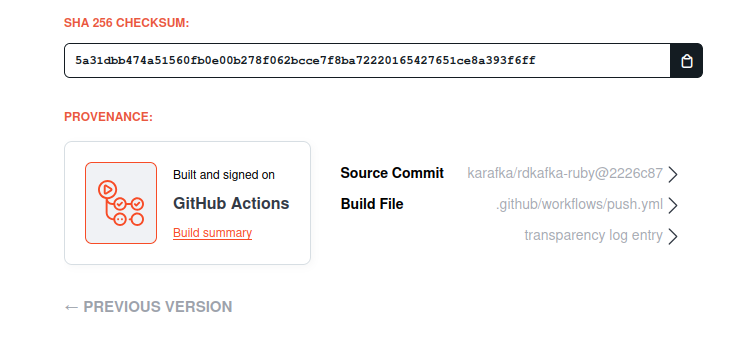 SHA 256 CHECKSUM:
5a31dbb474a51560fb0e00b278f062bcce7f8ba72220165427651ce8a393f6ff
PROVENANCE:
Built and signed on
GitHub Actions
Build summary
Source Commit karafka/rdkafka-ruby@2226c87
Build File .github/workflows/push.yml
transparency log entry
← PREVIOUS VERSION